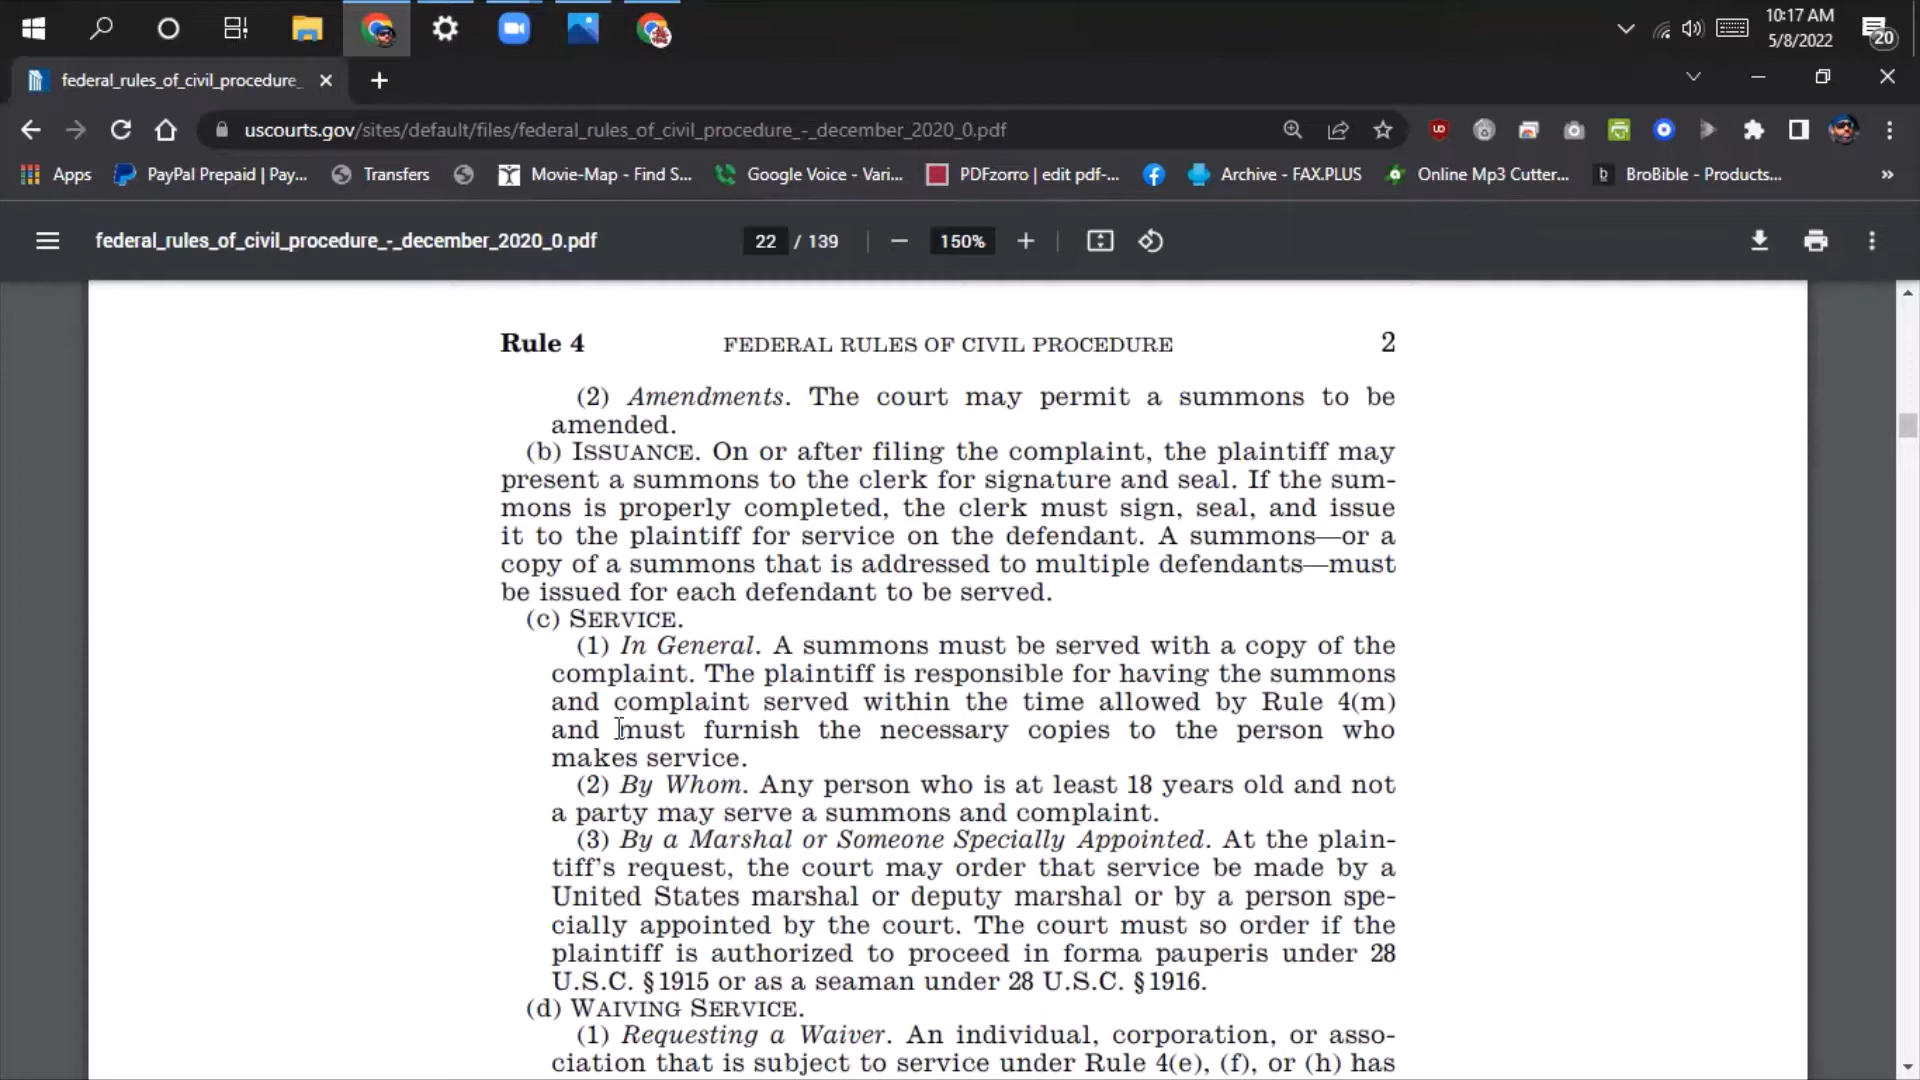 10:17 AM
5/8/2022
20
federal_rules_of_civil_procedure_
uscourts.gov/sites/default/files/federal_rules_of_civil_procedure_-_december_2020_0.pdf
Apps
PayPal Prepaid | Pay...
Transfers
Movie-Map - Find S...
Google Voice - Vari...
PDFzorro | edit pdf-...
Archive - FAX.PLUS
Online Mp3 Cutter...
BroBible - Products...
»
federal_rules_of_civil_procedure_-_december_2020_0.pdf
22 / 139
150%
Rule 4 FEDERAL RULES OF CIVIL PROCEDURE 2
(2) Amendments. The court may permit a summons to be
amended.
(b) ISSUANCE. On or after filing the complaint, the plaintiff may
present a summons to the clerk for signature and seal. If the sum-
mons is properly completed, the clerk must sign, seal, and issue
it to the plaintiff for service on the defendant. A summons—or a
copy of a summons that is addressed to multiple defendants—must
be issued for each defendant to be served.
(c) SERVICE.
(1) In General. A summons must be served with a copy of the
complaint. The plaintiff is responsible for having the summons
and complaint served within the time allowed by Rule 4(m)
and must furnish the necessary copies to the person who
makes service.
(2) By Whom. Any person who is at least 18 years old and not
a party may serve a summons and complaint.
(3) By a Marshal or Someone Specially Appointed. At the plain-
tiff's request, the court may order that service be made by a
United States marshal or deputy marshal or by a person spe-
cially appointed by the court. The court must so order if the
plaintiff is authorized to proceed in forma pauperis under 28
U.S.C. §1915 or as a seaman under 28 U.S.C. §1916.
(d) WAIVING SERVICE.
(1) Requesting a Waiver. An individual, corporation, or asso-
ciation that is subject to service under Rule 4(e), (f), or (h) has